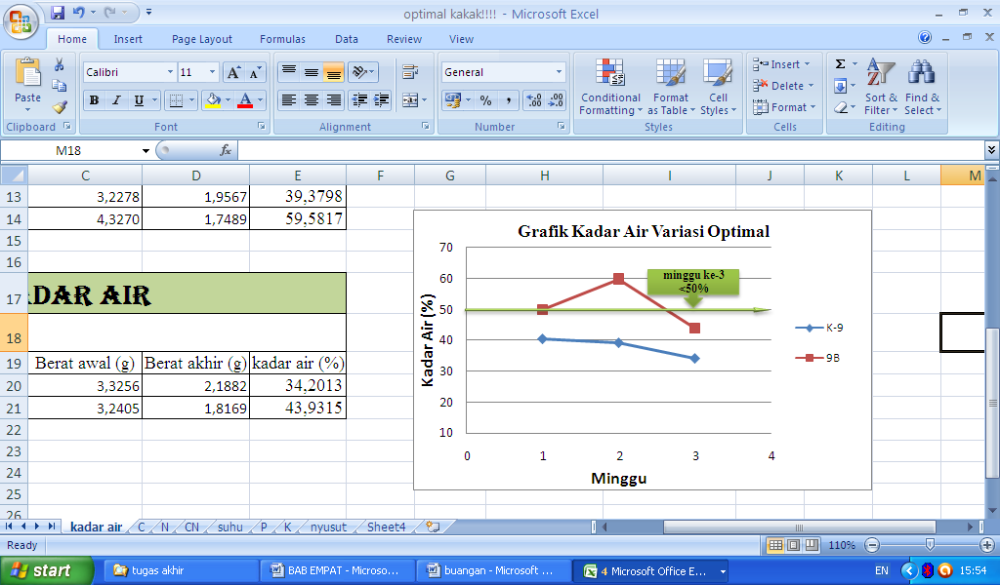 optimal kakak!!!! - Microsoft Excel
Home Insert Page Layout Formulas Data Review View
Paste
Calibri 11
General
Conditional Formatting
Format as Table
Cell Styles
Insert
Delete
Format
Sort & Filter
Find & Select
Clipboard Font Alignment Number Styles Cells Editing
M18 fx
C D E F G H I J K L M
13 3,2278 1,9567 39,3798
14 4,3270 1,7489 59,5817
15
16
17 DAR AIR
18
19 Berat awal (g) Berat akhir (g) kadar air (%)
20 3,3256 2,1882 34,2013
21 3,2405 1,8169 43,9315
22
23
24
25
26
Grafik Kadar Air Variasi Optimal
Kadar Air (%)
70
60
50
40
30
20
10
0 1 2 3 4
Minggu
minggu ke-3
<50%
K-9
9B
kadar air C N CN suhu P K nyusut Sheet4
Ready 110%
start tugas akhir BAB EMPAT - Microso... buangan - Microsoft ... 4 Microsoft Office E... EN 15:54